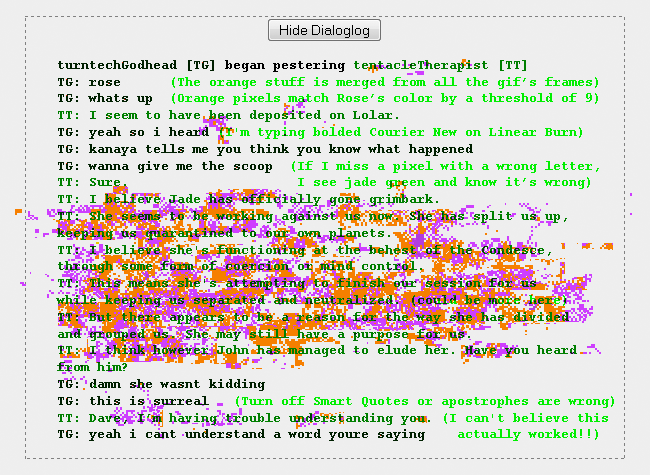 Hide Dialoglog
turntechGodhead [TG] began pestering tentacleTherapist [TT]
TG: rose (The orange stuff is merged from all the gif's frames)
TG: whats up (Orange pixels match Rose's color by a threshold of 9)
TT: I seem to have been deposited on Lolar.
TG: yeah so i heard (I'm typing bolded Courier New on Linear Burn)
TG: kanaya tells me you think you know what happened
TG: wanna give me the scoop (If I miss a pixel with a wrong letter,
TT: Sure. I see jade green and know it's wrong)
TT: I believe Jade has officially gone grimbark.
TT: She seems to be working against us now. She has split us up,
keeping us quarantined to our own planets.
TT: I believe she's functioning at the behest of the Condesce,
through some form of coercion or mind control.
TT: This means she's attempting to finish our session for us
while keeping us separated and neutralized. (could be more here)
TT: But there appears to be a reason for the way she has divided
and grouped us. She may still have a purpose for us.
TT: I think however John has managed to elude her. Have you heard
from him?
TG: damn she wasnt kidding
TG: this is surreal (Turn off Smart Quotes or apostrophes are wrong)
TT: Dave, I'm having trouble understanding you. (I can't believe this
TG: yeah i cant understand a word youre saying actually worked!!)